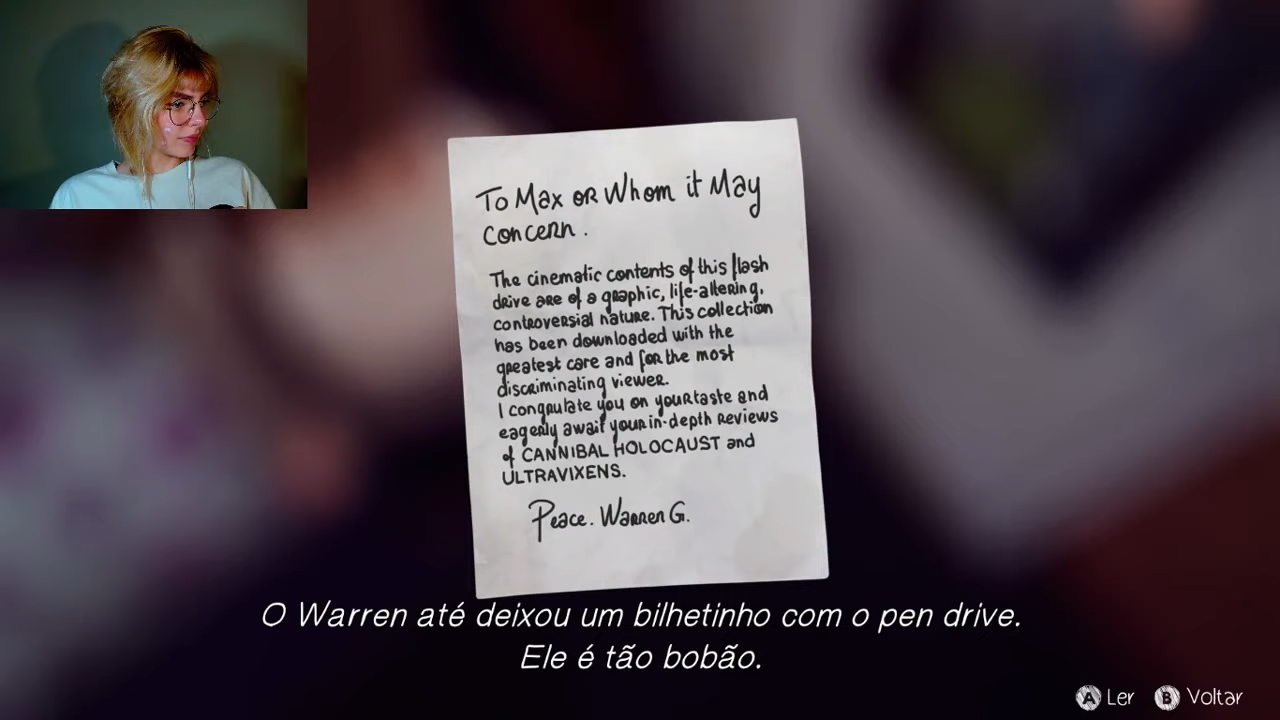 To Max or Whom it May
Concern.
The cinematic contents of this flash
drive are of a graphic, life-altering,
controversial nature. This collection
has been downloaded with the
greatest care and for the most
discriminating viewer.
I congrulate you on your taste and
eagerly await your in-depth reviews
of CANNIBAL HOLOCAUST and
ULTRAVIXENS.
Peace. Warren G.
O Warren até deixou um bilhetinho com o pen drive.
Ele é tão bobão.
A Ler B Voltar